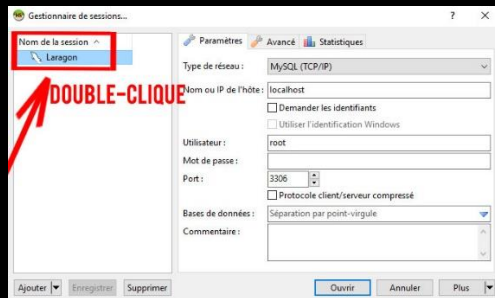 Gestionnaire de sessions...
? X
Nom de la session
Laragon
DOUBLE-CLIQUE
Paramètres Avancé Statistiques
Type de réseau : MySQL (TCP/IP)
Nom ou IP de l'hôte : localhost
Demander les identifiants
Utiliser l'identification Windows
Utilisateur : root
Mot de passe :
Port : 3306
Protocole client/serveur compressé
Bases de données : Séparation par point-virgule
Commentaire :
Ajouter Enregistrer Supprimer Ouvrir Annuler Plus